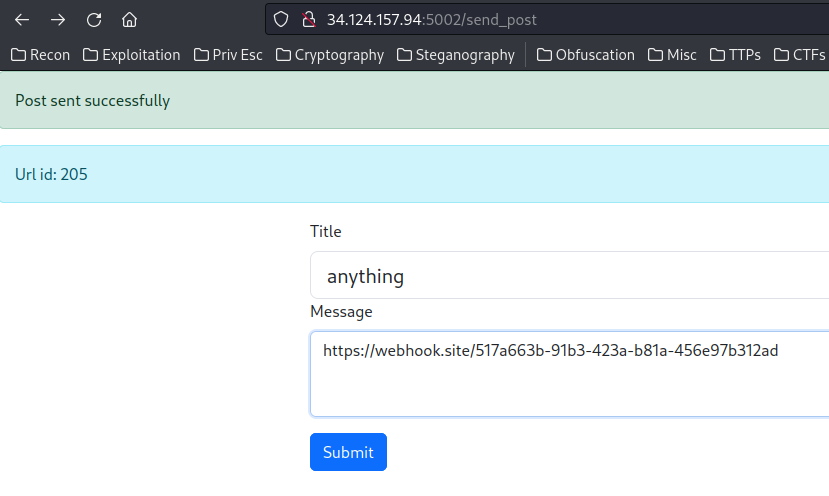 34.124.157.94:5002/send_post
Recon Exploitation Priv Esc Cryptography Steganography Obfuscation Misc TTPs CTFs
Post sent successfully
Url id: 205
Title
anything
Message
https://webhook.site/517a663b-91b3-423a-b81a-456e97b312ad
Submit